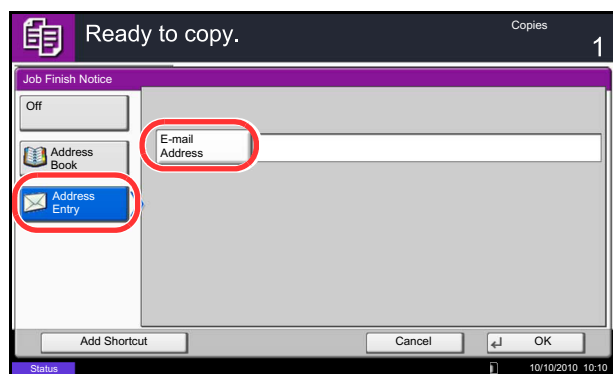 Ready to copy.
Copies
1
Job Finish Notice
Off
Address
Book
Address
Entry
E-mail
Address
Add Shortcut
Cancel
OK
Status
10/10/2010 10:10